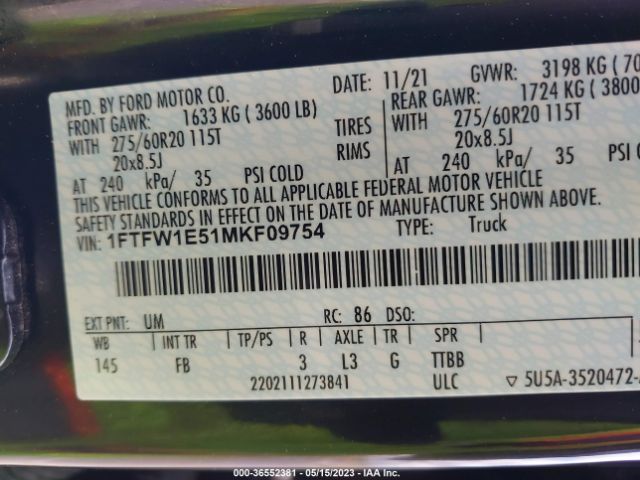 MFD. BY FORD MOTOR CO.
DATE: 11/21 GVWR: 3198 KG ( 70
FRONT GAWR: 1633 KG ( 3600 LB)
REAR GAWR: 1724 KG ( 3800
WITH 275/60R20 115T TIRES WITH 275/60R20 115T
20x8.5J RIMS 20x8.5J
AT 240 kPa/ 35 PSI COLD AT 240 kPa/ 35 PSI CO
THIS VEHICLE CONFORMS TO ALL APPLICABLE FEDERAL MOTOR VEHICLE
SAFETY STANDARDS IN EFFECT ON THE DATE OF MANUFACTURE SHOWN ABOVE.
VIN: 1FTFW1E51MKF09754 TYPE: Truck
EXT PNT: UM RC: 86 DSO:
WB INT TR TP/PS R AXLE TR SPR
145 FB 3 L3 G TTBB
2202111273841 ULC ▽ 5U5A-3520472-
000-36552381 - 05/15/2023 - IAAI.COM